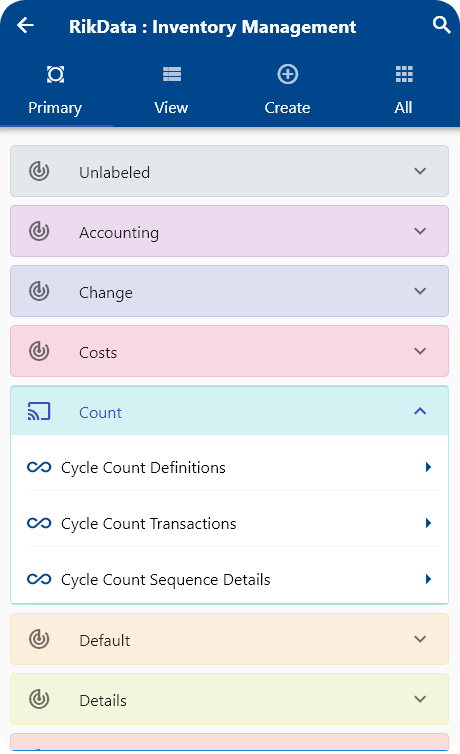 RikData : Inventory Management
Primary
View
Create
All
Unlabeled
Accounting
Change
Costs
Count
Cycle Count Definitions
Cycle Count Transactions
Cycle Count Sequence Details
Default
Details